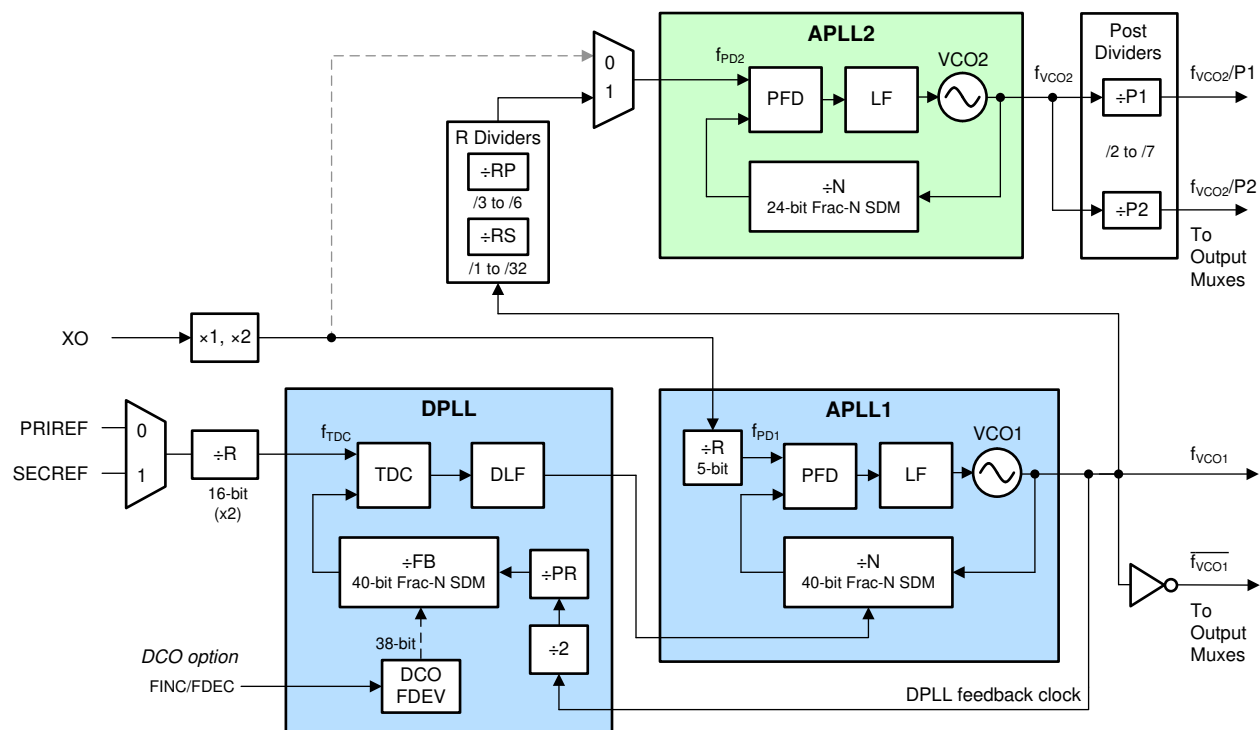 APLL2
f_PD2
PFD
LF
VCO2
÷N
24-bit Frac-N SDM
f_VCO2
Post
Dividers
÷P1
/2 to /7
÷P2
f_VCO2/P1
f_VCO2/P2
To
Output
Muxes
0
1
R Dividers
÷RP
/3 to /6
÷RS
/1 to /32
XO
×1, ×2
PRIREF
SECREF
0
1
÷R
16-bit
(x2)
DPLL
f_TDC
TDC
DLF
÷FB
40-bit Frac-N SDM
÷PR
÷2
38-bit
DCO
FDEV
DCO option
FINC/FDEC
APLL1
÷R
5-bit
f_PD1
PFD
LF
VCO1
÷N
40-bit Frac-N SDM
DPLL feedback clock
f_VCO1
f_VCO1
To
Output
Muxes